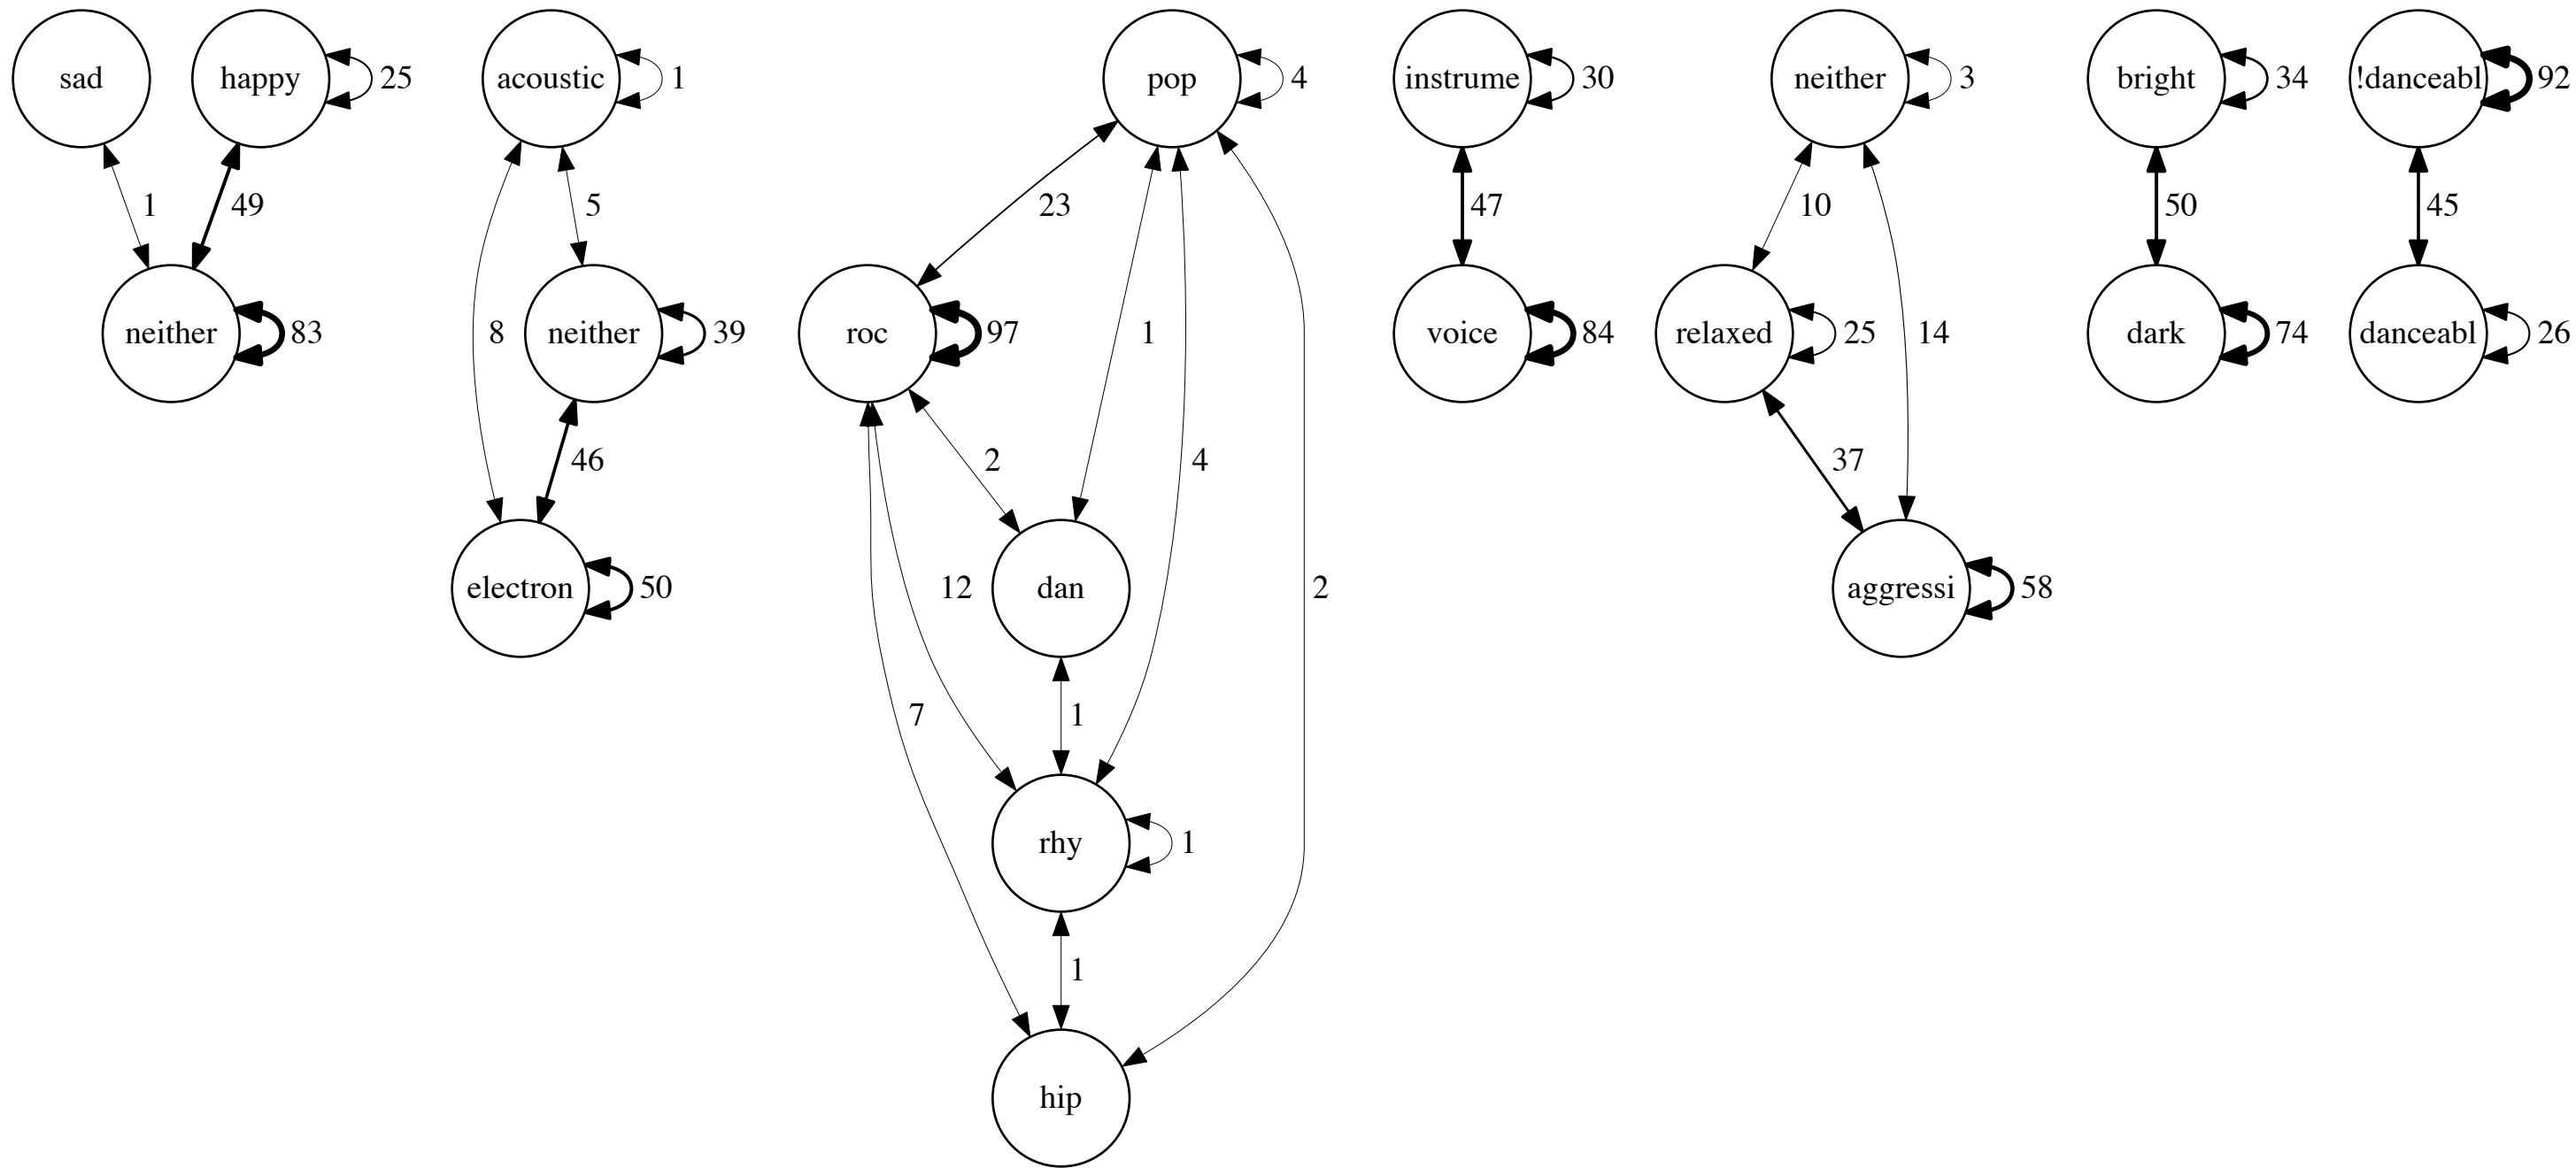 sad
happy
25
acoustic
1
pop
4
instrume
30
neither
3
bright
34
!danceabl
92
1
49
5
23
47
10
50
45
neither
83
8
neither
39
roc
97
1
voice
84
relaxed
25
14
dark
74
danceabl
26
46
2
4
37
electron
50
12
dan
2
aggressi
58
7
1
rhy
1
1
hip